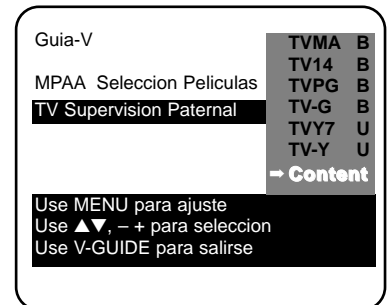 Guia-V
MPAA Seleccion Peliculas
TV Supervision Paternal
TVMA B
TV14 B
TVPG B
TV-G B
TVY7 U
TV-Y U
➡ Content
Use MENU para ajuste
Use ▲▼, – + para seleccion
Use V-GUIDE para salirse